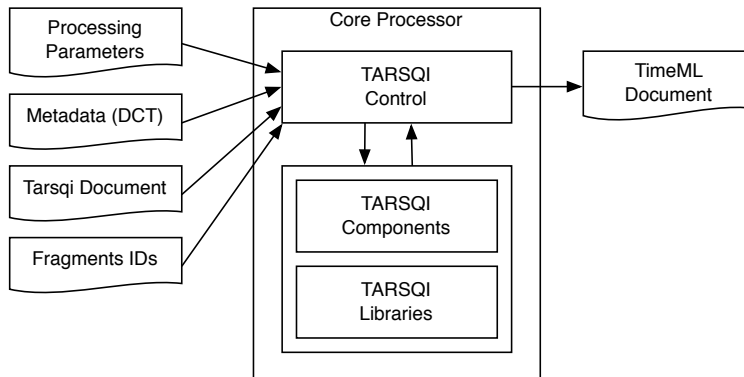 Processing
Parameters
Metadata (DCT)
Tarsqi Document
Fragments IDs
Core Processor
TARSQI
Control
TARSQI
Components
TARSQI
Libraries
TimeML
Document